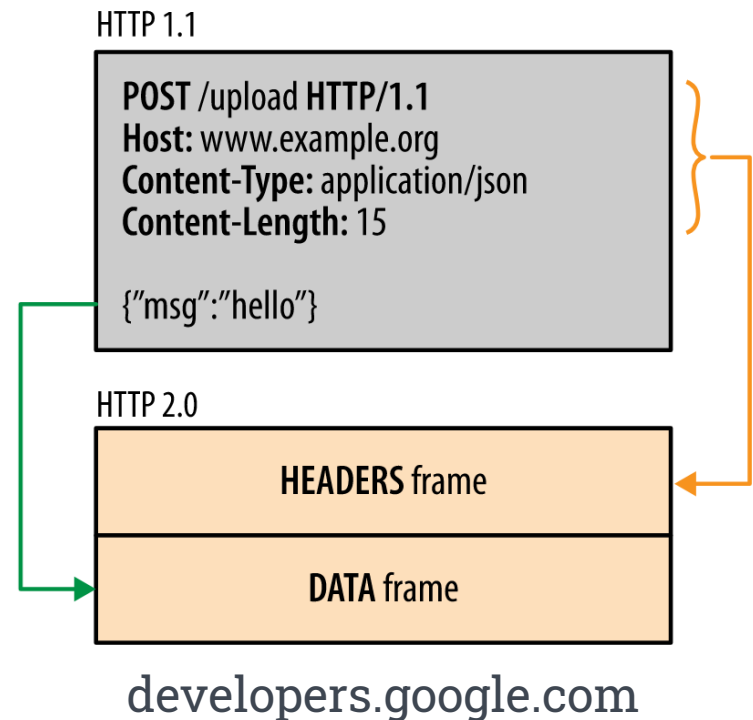 HTTP 1.1
POST /upload HTTP/1.1
Host: www.example.org
Content-Type: application/json
Content-Length: 15
{”msg”:”hello”}
HTTP 2.0
HEADERS frame
DATA frame
developers.google.com